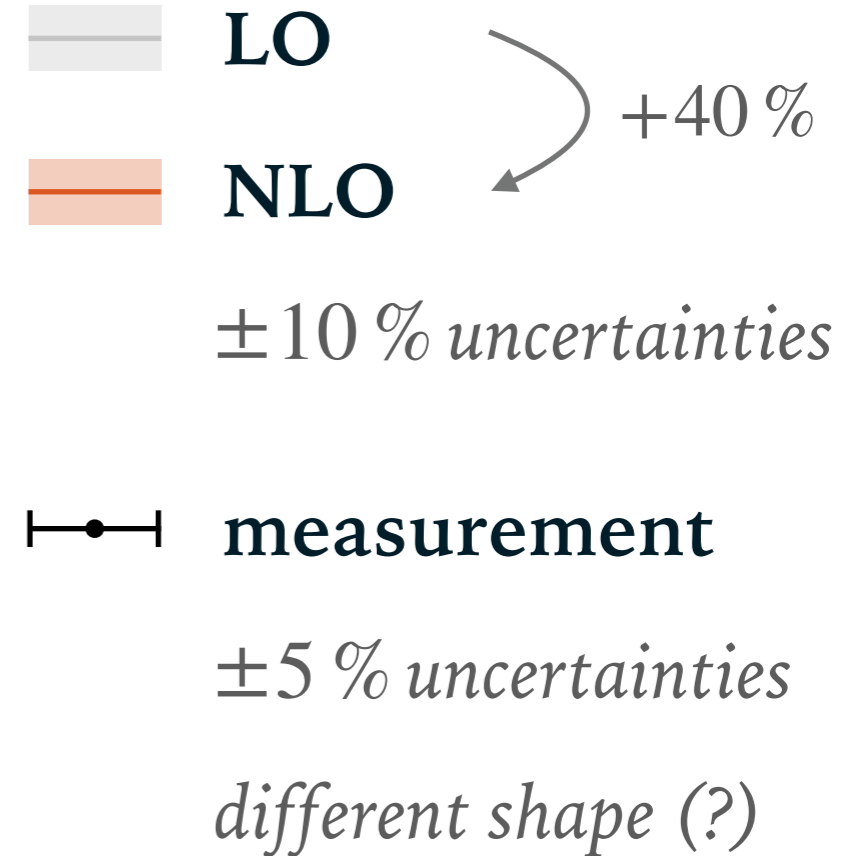 LO
+40 %
NLO
±10 % uncertainties
measurement
±5 % uncertainties
different shape (?)